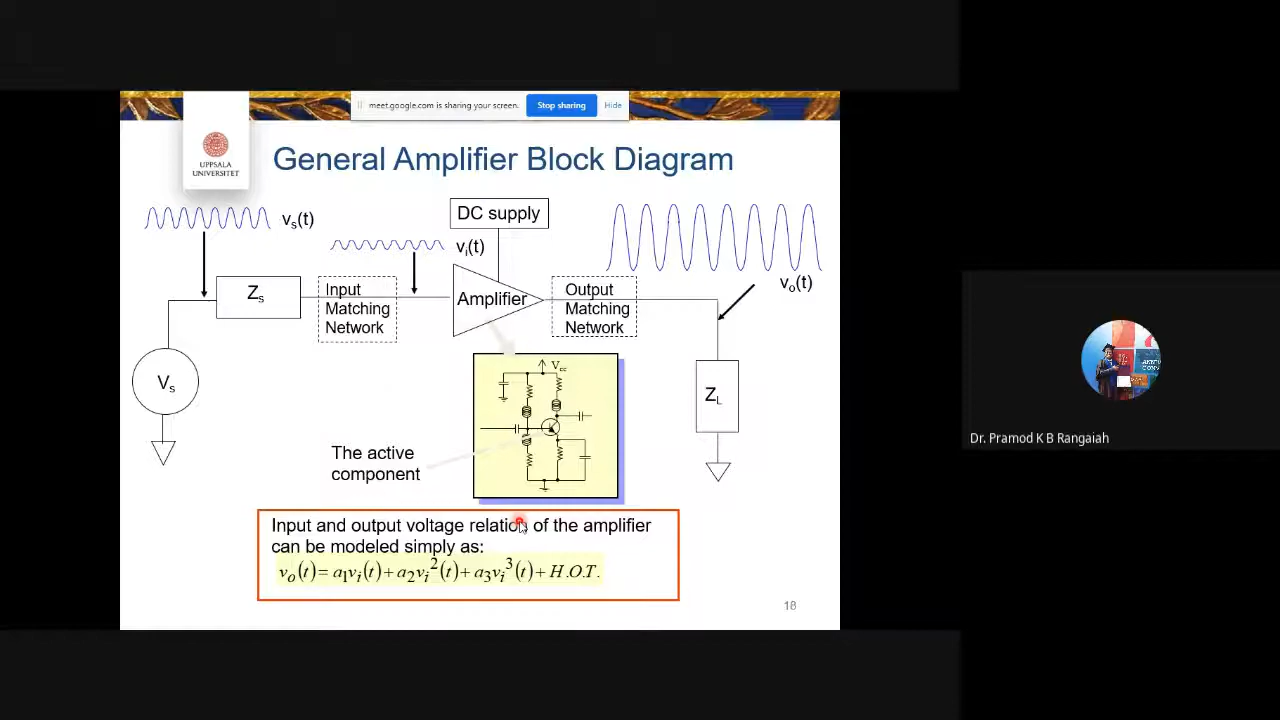 meet.google.com is sharing your screen. Stop sharing Hide
UPPSALA
UNIVERSITET
General Amplifier Block Diagram
vs(t)
DC supply
vi(t)
vo(t)
Zs
Input
Matching
Network
Amplifier
Output
Matching
Network
Vs
Vcc
ZL
The active
component
Input and output voltage relation of the amplifier
can be modeled simply as:
vo(t) = a1vi(t) + a2vi²(t) + a3vi³(t) + H.O.T.
18
Dr. Pramod K B Rangaiah